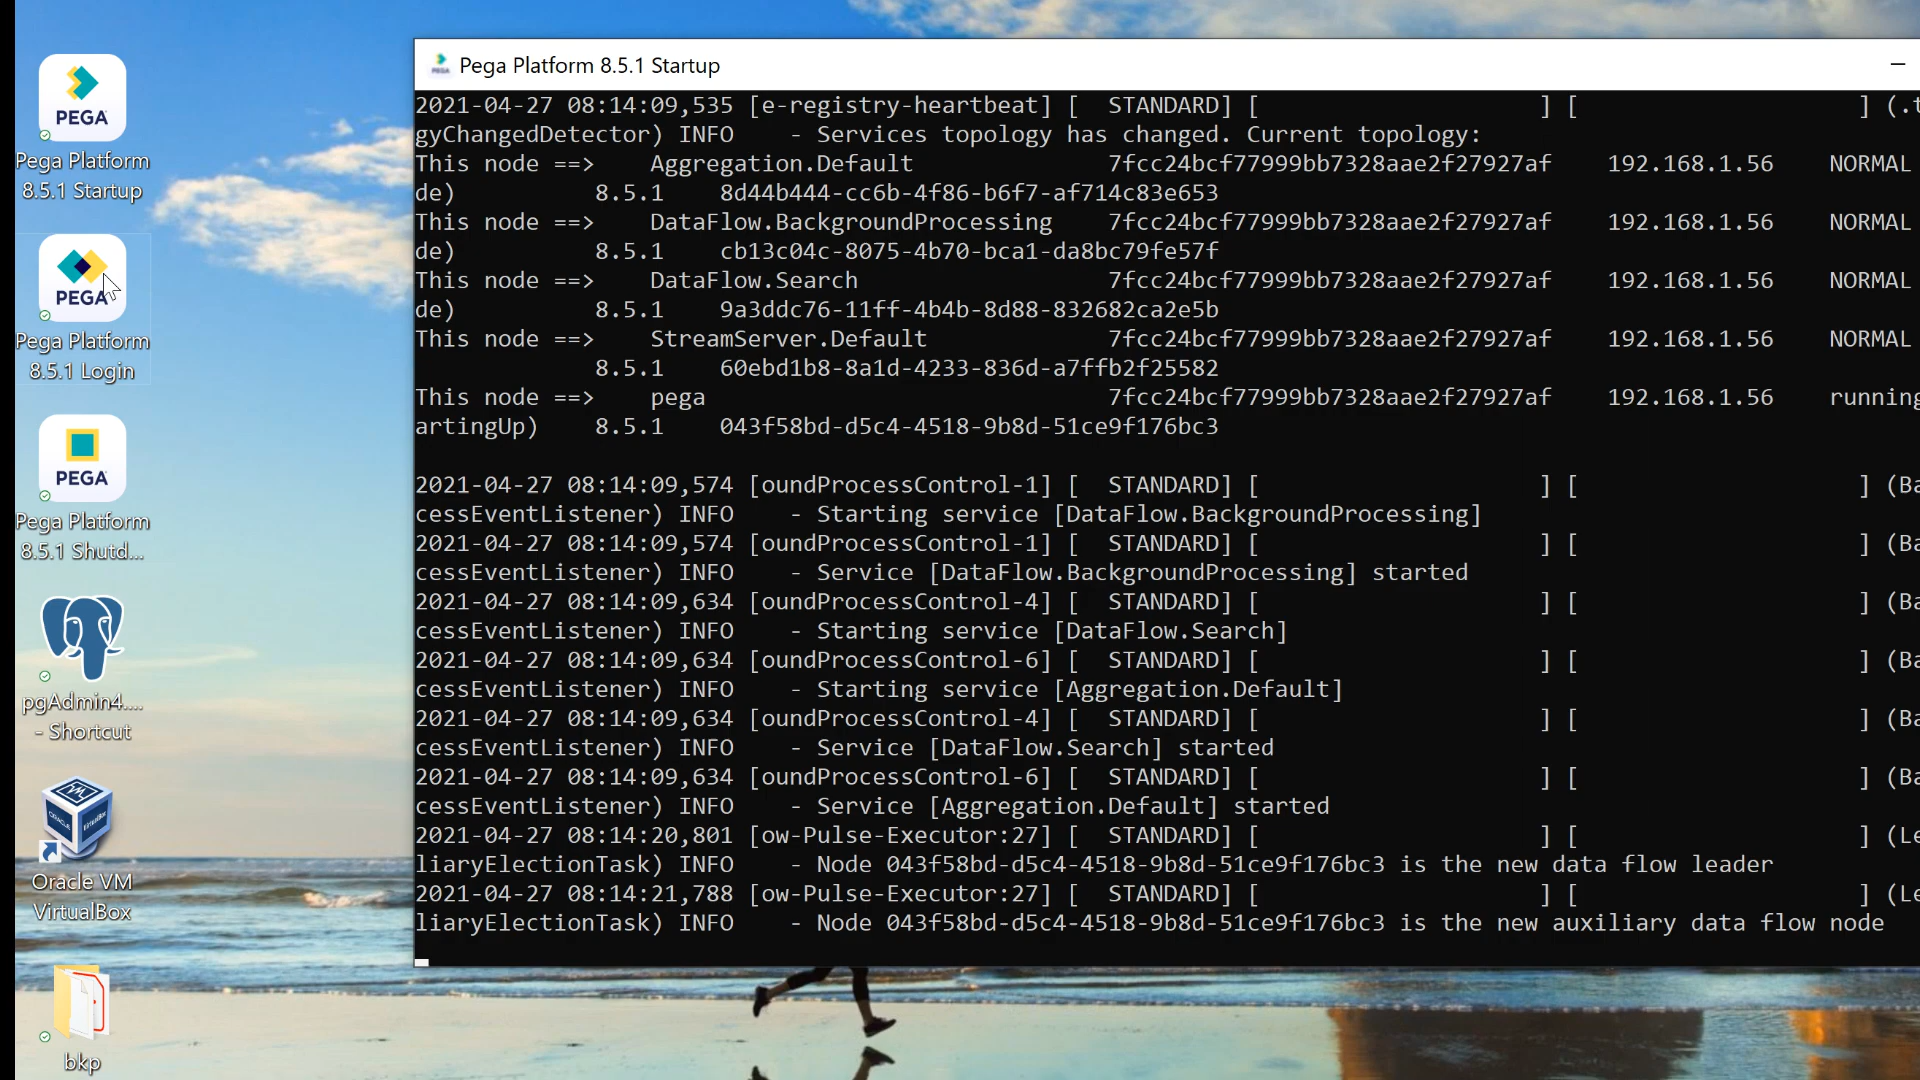 PEGA
Pega Platform
8.5.1 Startup
PEGA
Pega Platform
8.5.1 Login
PEGA
Pega Platform
8.5.1 Shutd...
pgAdmin4....
- Shortcut
ORACLE
VirtualBox
Oracle VM
VirtualBox
bkp
Pega Platform 8.5.1 Startup
2021-04-27 08:14:09,535 [e-registry-heartbeat] [  STANDARD] [                    ] [                    ] (.t
gyChangedDetector) INFO    - Services topology has changed. Current topology:
This node ==>    Aggregation.Default              7fcc24bcf77999bb7328aae2f27927af    192.168.1.56    NORMAL
de)          8.5.1    8d44b444-cc6b-4f86-b6f7-af714c83e653
This node ==>    DataFlow.BackgroundProcessing    7fcc24bcf77999bb7328aae2f27927af    192.168.1.56    NORMAL
de)          8.5.1    cb13c04c-8075-4b70-bca1-da8bc79fe57f
This node ==>    DataFlow.Search                  7fcc24bcf77999bb7328aae2f27927af    192.168.1.56    NORMAL
de)          8.5.1    9a3ddc76-11ff-4b4b-8d88-832682ca2e5b
This node ==>    StreamServer.Default             7fcc24bcf77999bb7328aae2f27927af    192.168.1.56    NORMAL
             8.5.1    60ebd1b8-8a1d-4233-836d-a7ffb2f25582
This node ==>    pega                             7fcc24bcf77999bb7328aae2f27927af    192.168.1.56    running
artingUp)    8.5.1    043f58bd-d5c4-4518-9b8d-51ce9f176bc3
2021-04-27 08:14:09,574 [oundProcessControl-1] [  STANDARD] [                    ] [                    ] (Ba
cessEventListener) INFO    - Starting service [DataFlow.BackgroundProcessing]
2021-04-27 08:14:09,574 [oundProcessControl-1] [  STANDARD] [                    ] [                    ] (Ba
cessEventListener) INFO    - Service [DataFlow.BackgroundProcessing] started
2021-04-27 08:14:09,634 [oundProcessControl-4] [  STANDARD] [                    ] [                    ] (Ba
cessEventListener) INFO    - Starting service [DataFlow.Search]
2021-04-27 08:14:09,634 [oundProcessControl-6] [  STANDARD] [                    ] [                    ] (Ba
cessEventListener) INFO    - Starting service [Aggregation.Default]
2021-04-27 08:14:09,634 [oundProcessControl-4] [  STANDARD] [                    ] [                    ] (Ba
cessEventListener) INFO    - Service [DataFlow.Search] started
2021-04-27 08:14:09,634 [oundProcessControl-6] [  STANDARD] [                    ] [                    ] (Ba
cessEventListener) INFO    - Service [Aggregation.Default] started
2021-04-27 08:14:20,801 [ow-Pulse-Executor:27] [  STANDARD] [                    ] [                    ] (Le
liaryElectionTask) INFO    - Node 043f58bd-d5c4-4518-9b8d-51ce9f176bc3 is the new data flow leader
2021-04-27 08:14:21,788 [ow-Pulse-Executor:27] [  STANDARD] [                    ] [                    ] (Le
liaryElectionTask) INFO    - Node 043f58bd-d5c4-4518-9b8d-51ce9f176bc3 is the new auxiliary data flow node